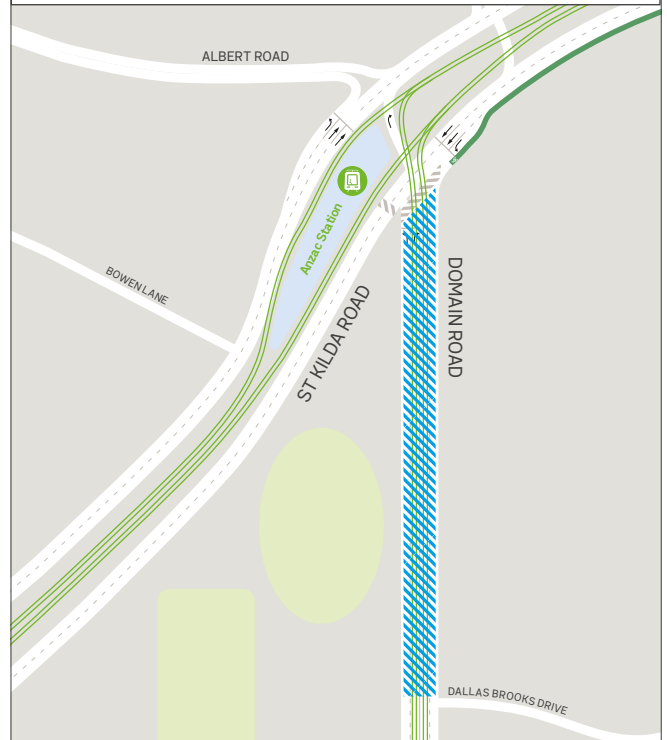 ALBERT ROAD
Anzac Station
BOWEN LANE
DOMAIN ROAD
ST KILDA ROAD
DALLAS BROOKS DRIVE